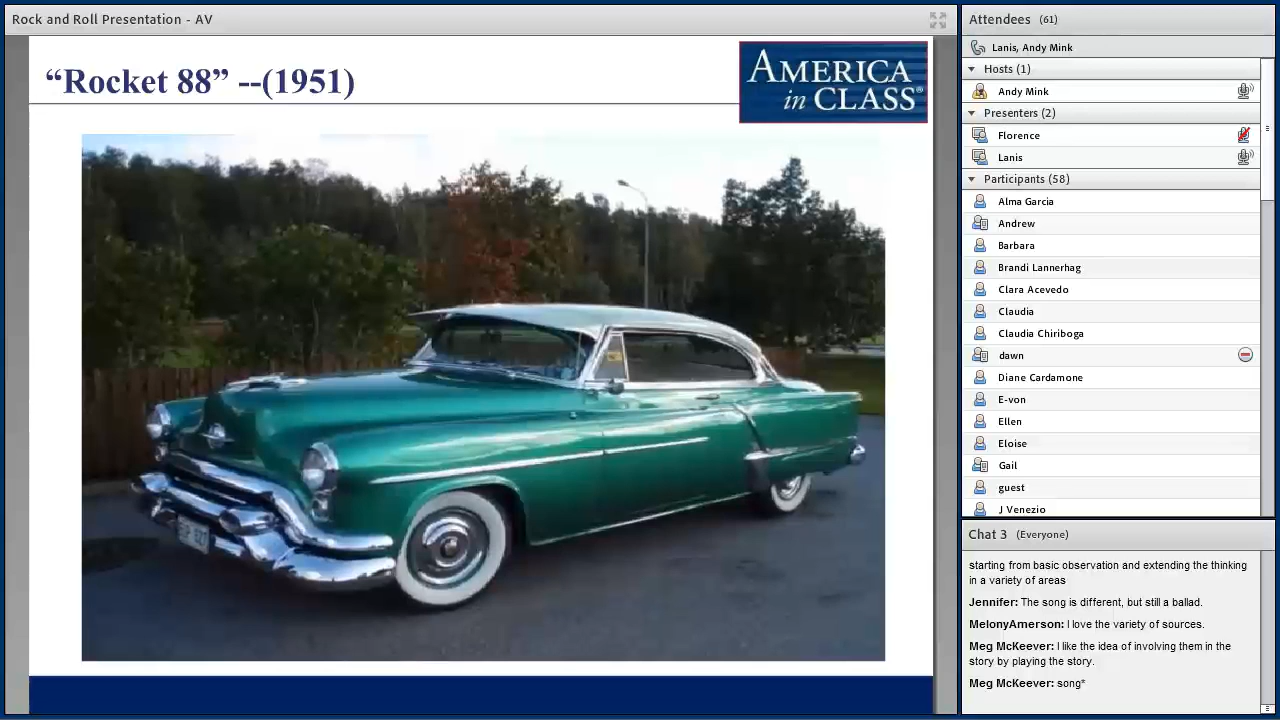 Rock and Roll Presentation - AV
“Rocket 88” --(1951)
AMERICA
in CLASS®
Attendees (61)
Lanis, Andy Mink
Hosts (1)
Andy Mink
Presenters (2)
Florence
Lanis
Participants (58)
Alma Garcia
Andrew
Barbara
Brandi Lannerhag
Clara Acevedo
Claudia
Claudia Chiriboga
dawn
Diane Cardamone
E-von
Ellen
Eloise
Gail
guest
J Venezio
Chat 3 (Everyone)
starting from basic observation and extending the thinking
in a variety of areas
Jennifer: The song is different, but still a ballad.
MelonyAmerson: I love the variety of sources.
Meg McKeever: I like the idea of involving them in the
story by playing the story.
Meg McKeever: song*